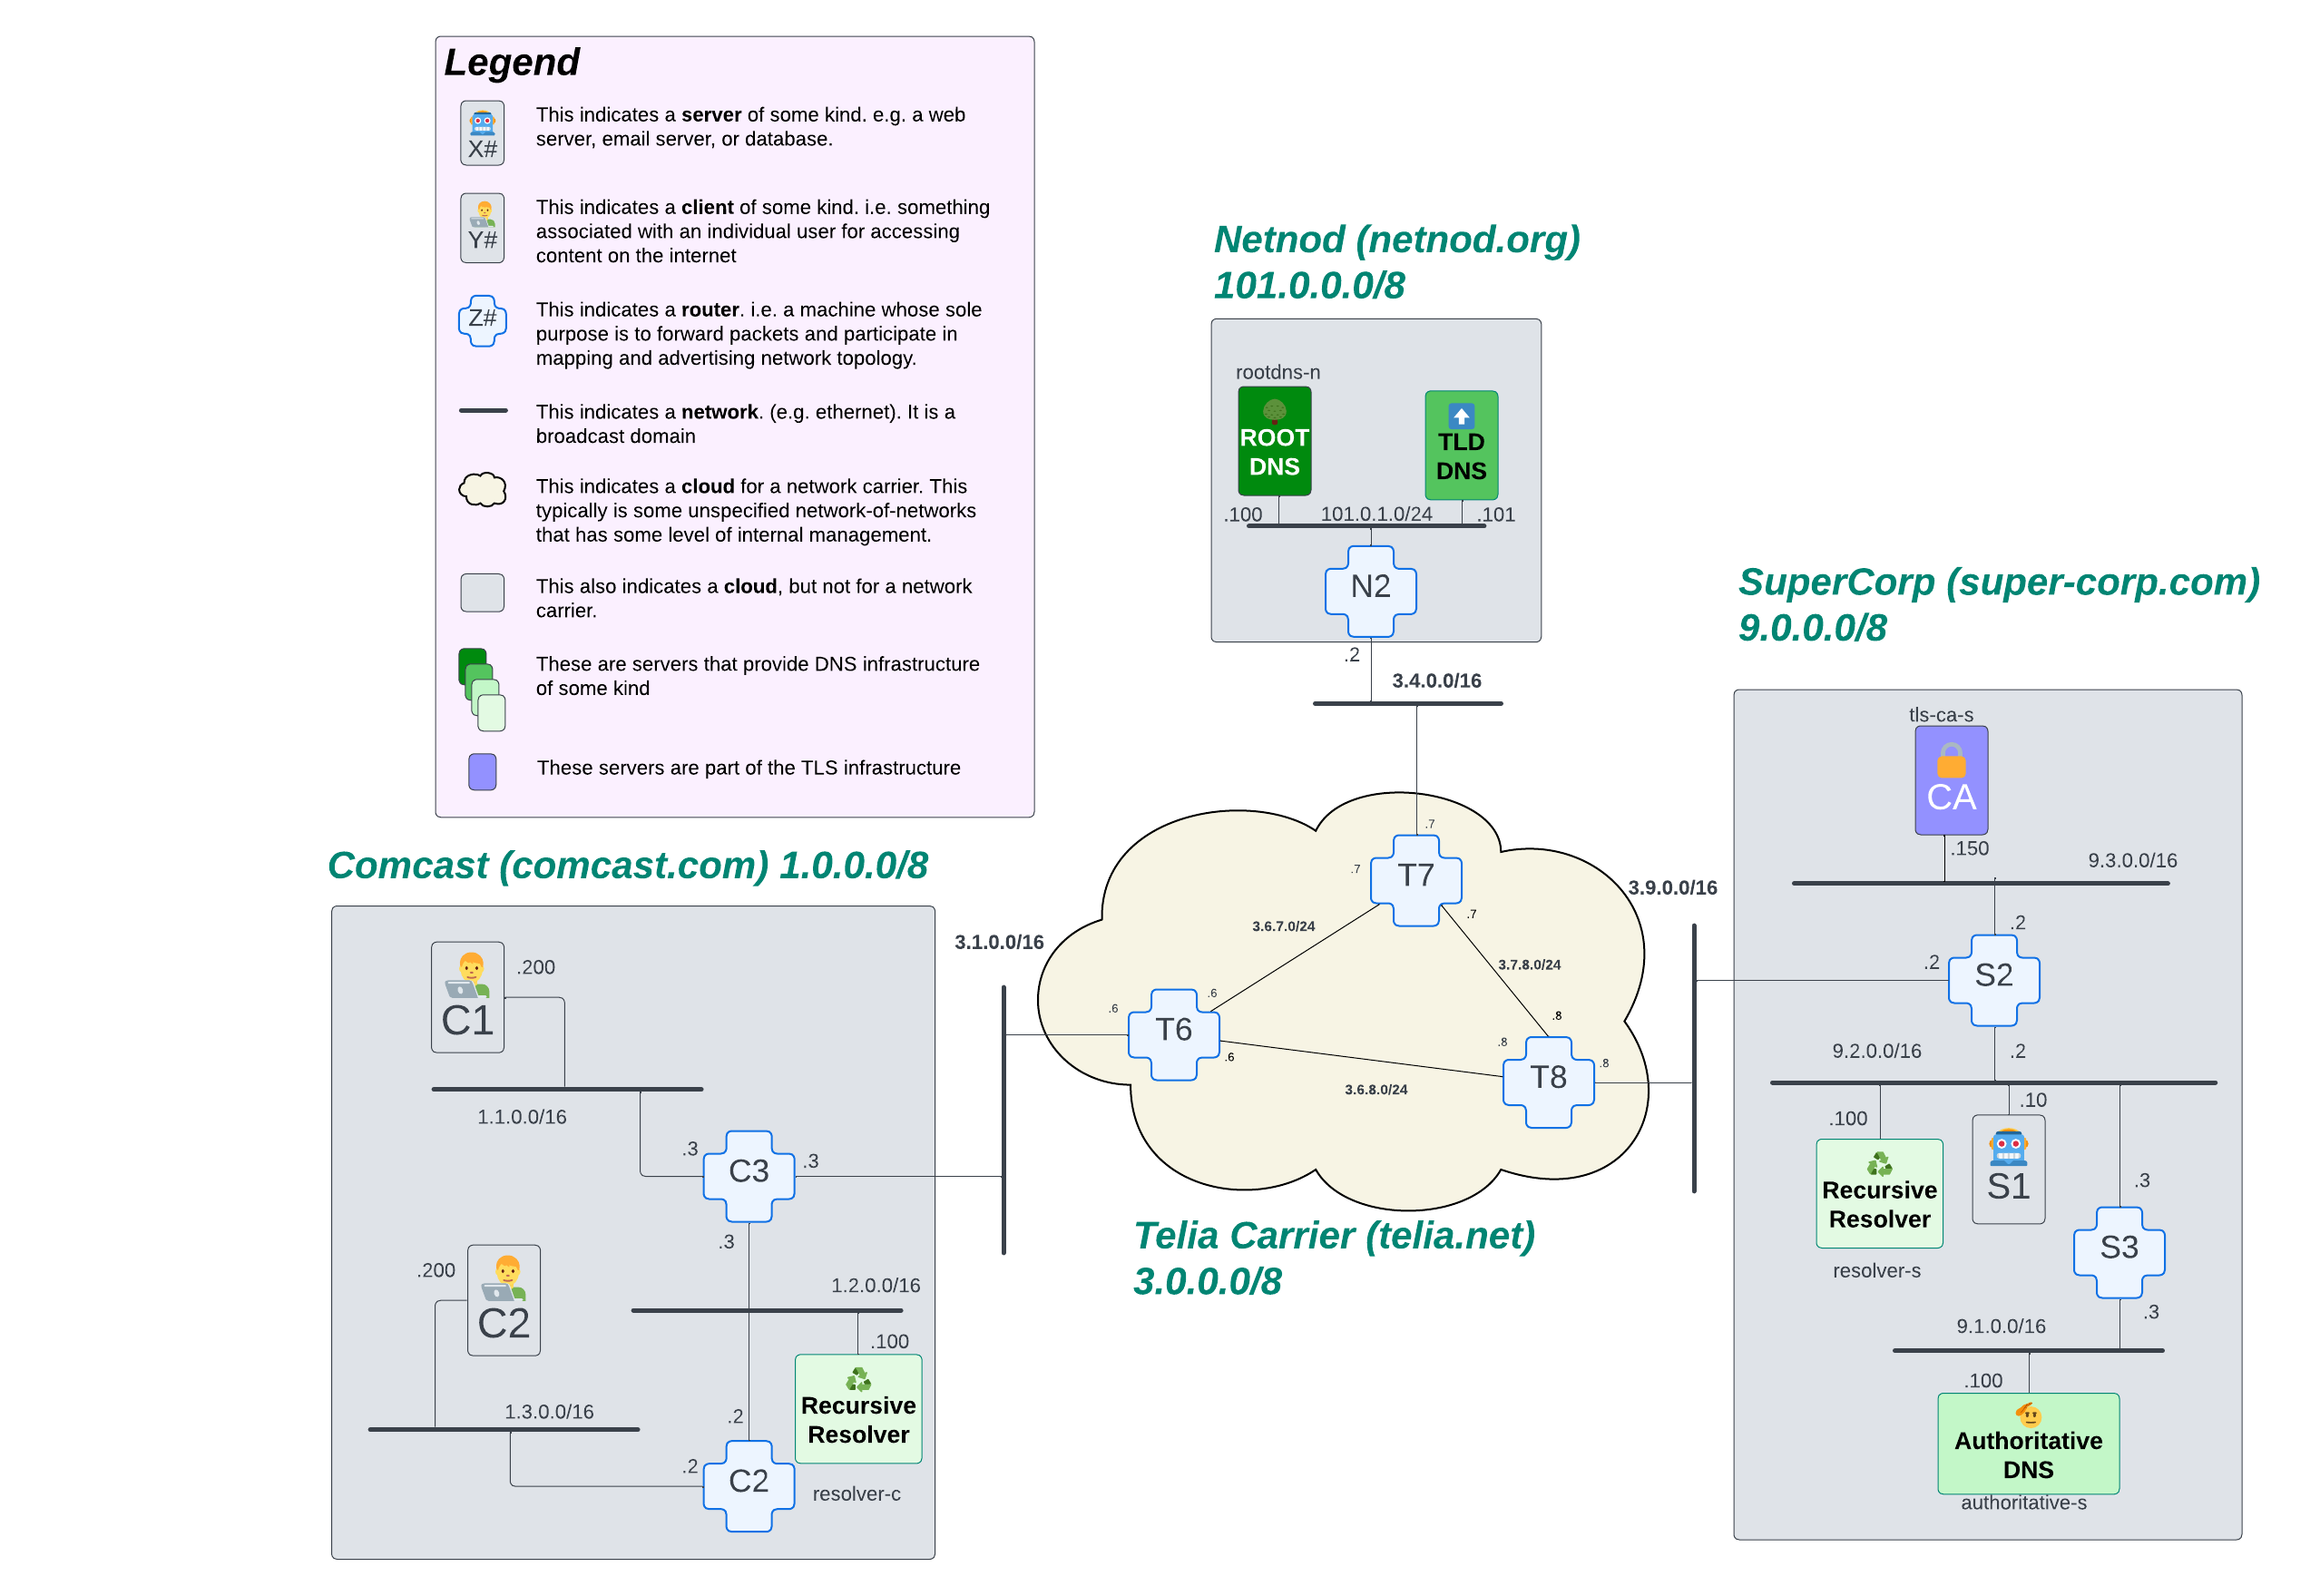 Legend
X#
This indicates a server of some kind. e.g. a web
server, email server, or database.
Y#
This indicates a client of some kind. i.e. something
associated with an individual user for accessing
content on the internet
Z#
This indicates a router. i.e. a machine whose sole
purpose is to forward packets and participate in
mapping and advertising network topology.
This indicates a network. (e.g. ethernet). It is a
broadcast domain
This indicates a cloud for a network carrier. This
typically is some unspecified network-of-networks
that has some level of internal management.
This also indicates a cloud, but not for a network
carrier.
These are servers that provide DNS infrastructure
of some kind
These servers are part of the TLS infrastructure
Netnod (netnod.org)
101.0.0.0/8
rootdns-n
ROOT
DNS
TLD
DNS
.100
101.0.1.0/24
.101
N2
.2
3.4.0.0/16
SuperCorp (super-corp.com)
9.0.0.0/8
tls-ca-s
CA
.150
9.3.0.0/16
.2
.2
S2
9.2.0.0/16
.2
.100
.10
Recursive
Resolver
resolver-s
S1
.3
S3
.3
9.1.0.0/16
.100
Authoritative
DNS
authoritative-s
Comcast (comcast.com) 1.0.0.0/8
C1
.200
1.1.0.0/16
.3
C3
.3
.3
.200
C2
1.2.0.0/16
.100
Recursive
Resolver
resolver-c
1.3.0.0/16
.2
.2
C2
3.1.0.0/16
.7
.7
T7
.7
3.9.0.0/16
3.6.7.0/24
3.7.8.0/24
.6
.6
T6
.6
.8
.8
T8
.8
3.6.8.0/24
Telia Carrier (telia.net)
3.0.0.0/8